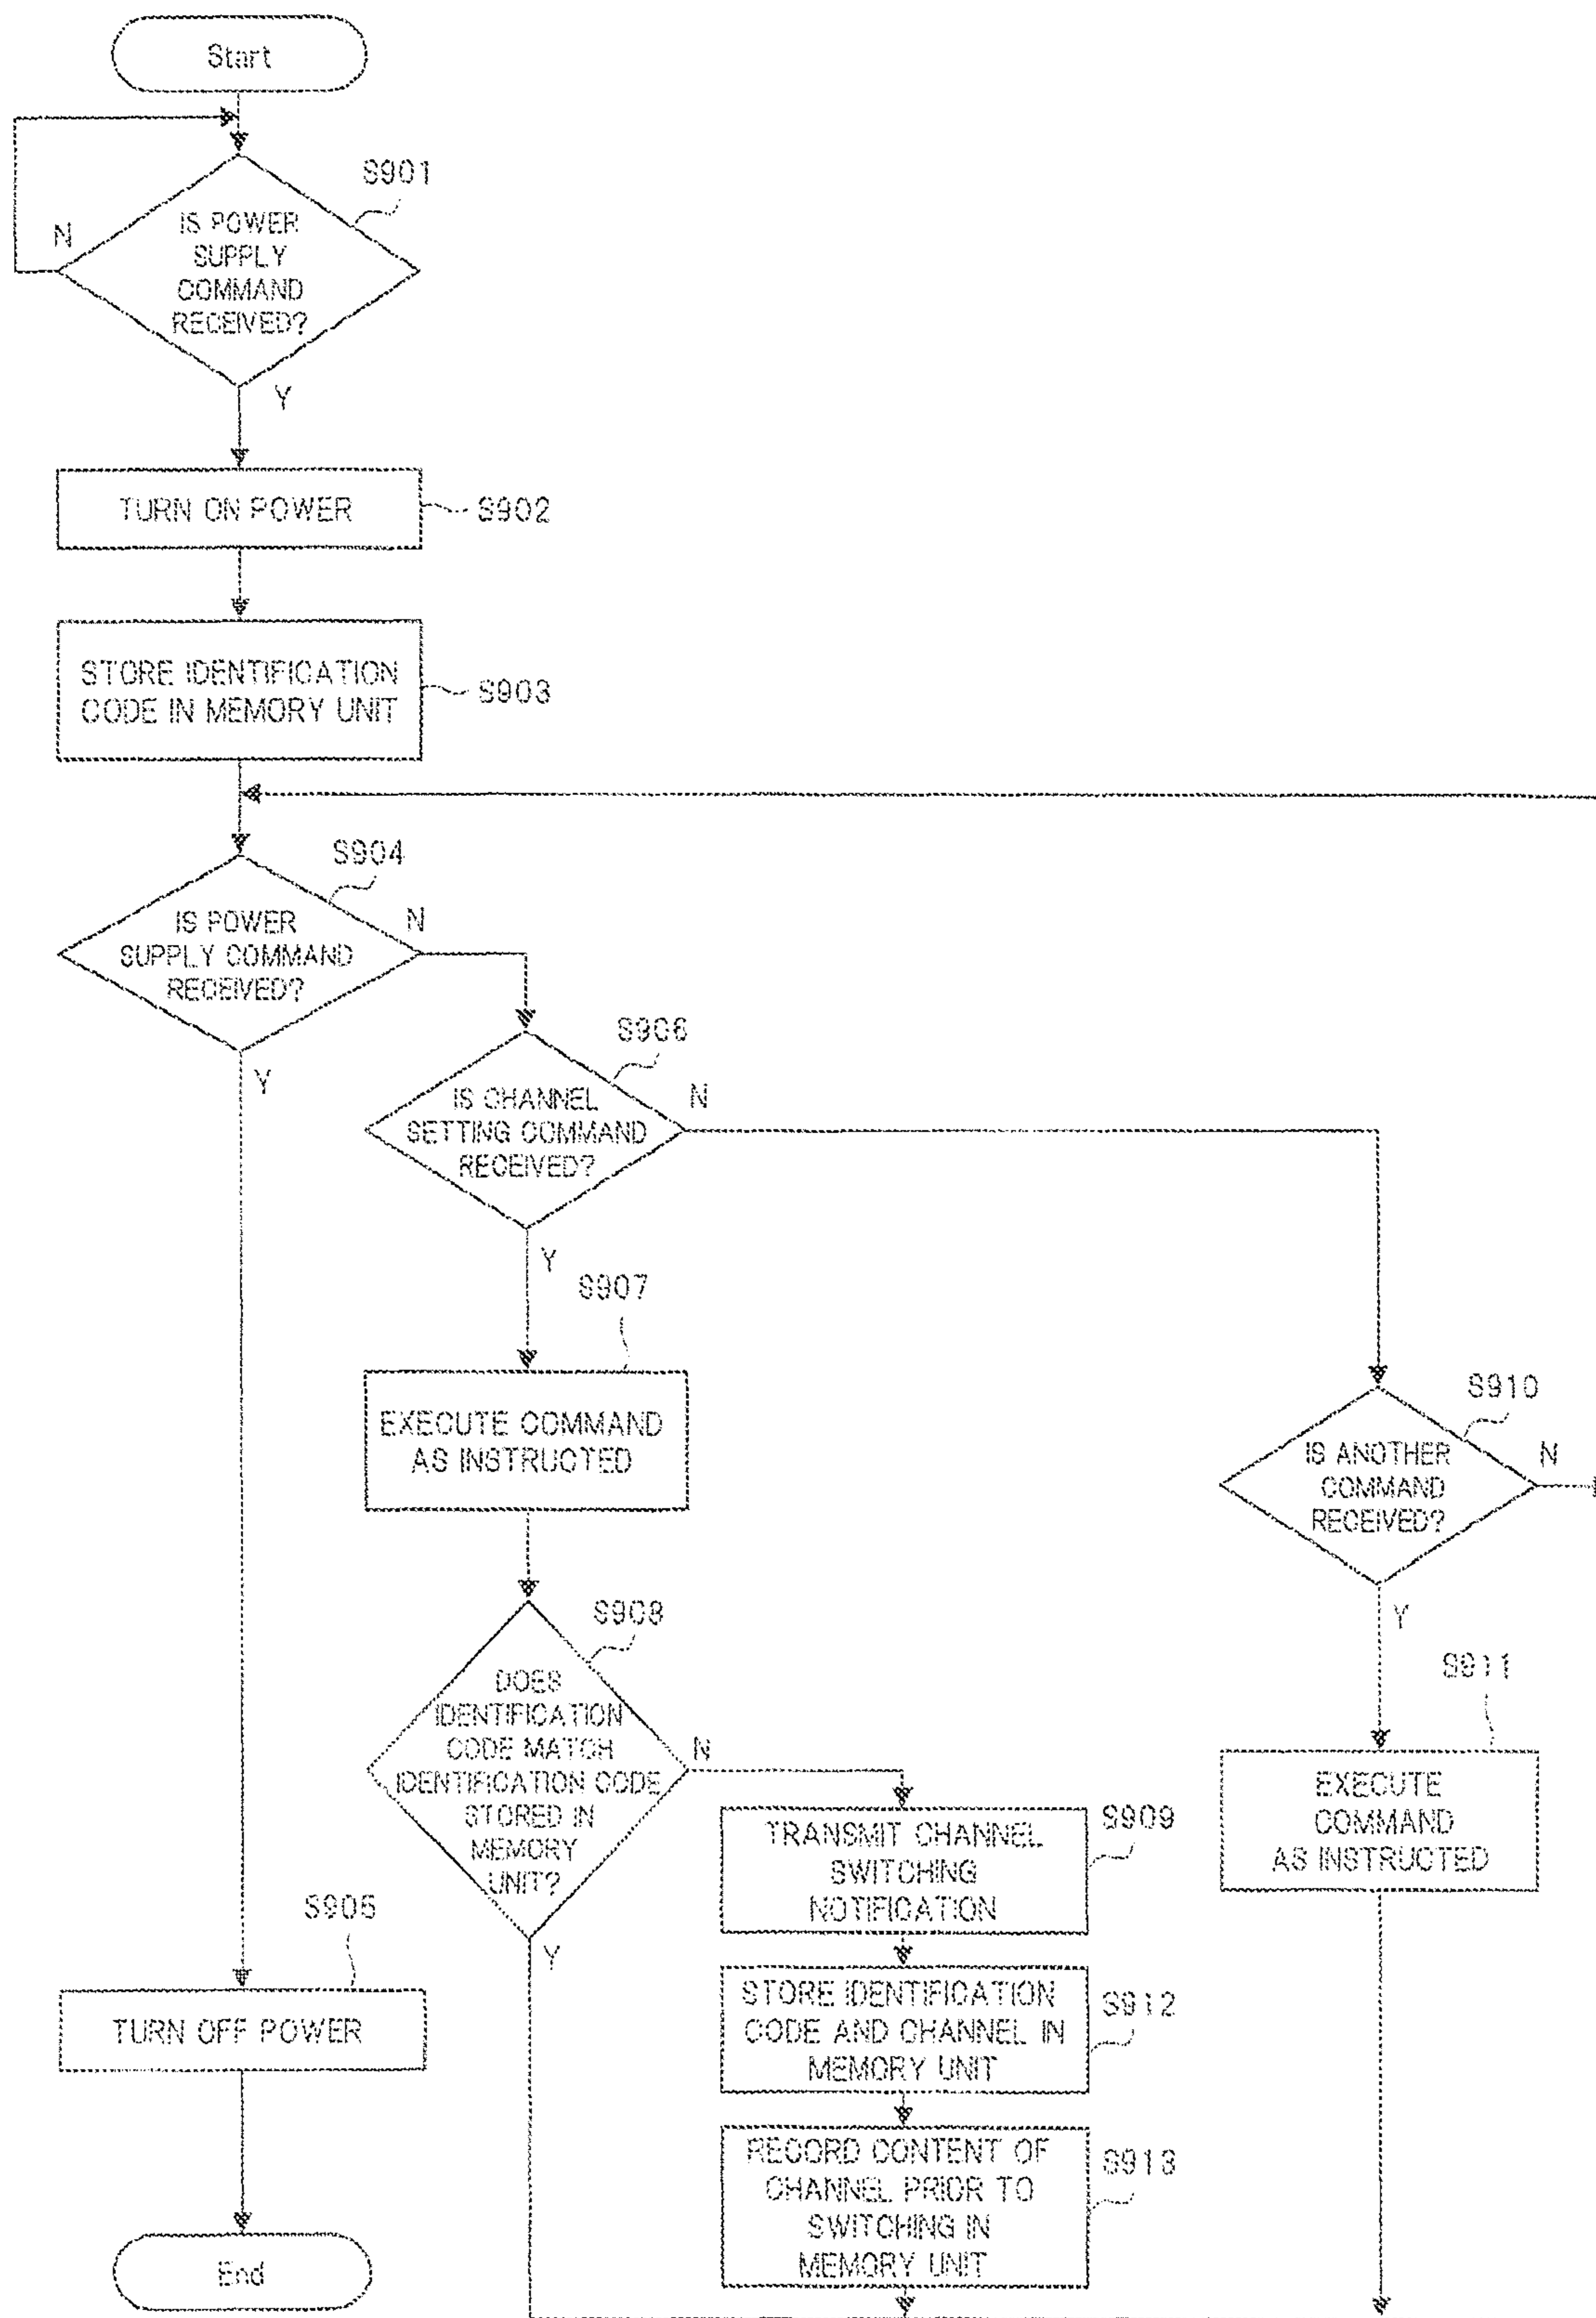 Start
S901
N
IS POWER
SUPPLY
COMMAND
RECEIVED?
Y
TURN ON POWER
S902
STORE IDENTIFICATION
CODE IN MEMORY UNIT
S903
S904
N
IS POWER
SUPPLY COMMAND
RECEIVED?
Y
S906
N
IS CHANNEL
SETTING COMMAND
RECEIVED?
Y
S907
EXECUTE COMMAND
AS INSTRUCTED
S910
N
IS ANOTHER
COMMAND
RECEIVED?
Y
S908
DOES
IDENTIFICATION
CODE MATCH
IDENTIFICATION CODE
STORED IN
MEMORY
UNIT?
N
Y
S911
EXECUTE
COMMAND
AS INSTRUCTED
S909
TRANSMIT CHANNEL
SWITCHING
NOTIFICATION
S905
TURN OFF POWER
STORE IDENTIFICATION
CODE AND CHANNEL IN
MEMORY UNIT
S912
RECORD CONTENT OF
CHANNEL PRIOR TO
SWITCHING IN
MEMORY UNIT
S913
End